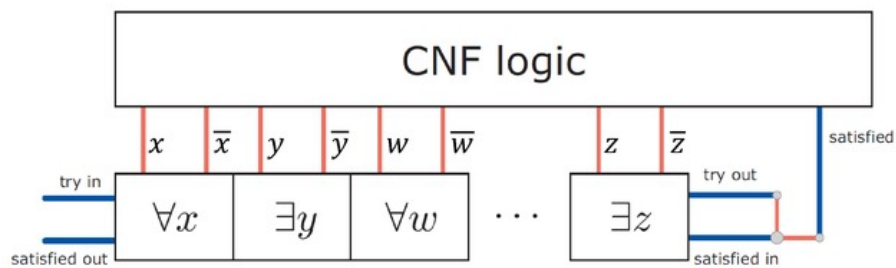 CNF logic
x x̅ y y̅ w w̅ z z̅ satisfied
try in try out
∀x ∃y ∀w ··· ∃z
satisfied out satisfied in